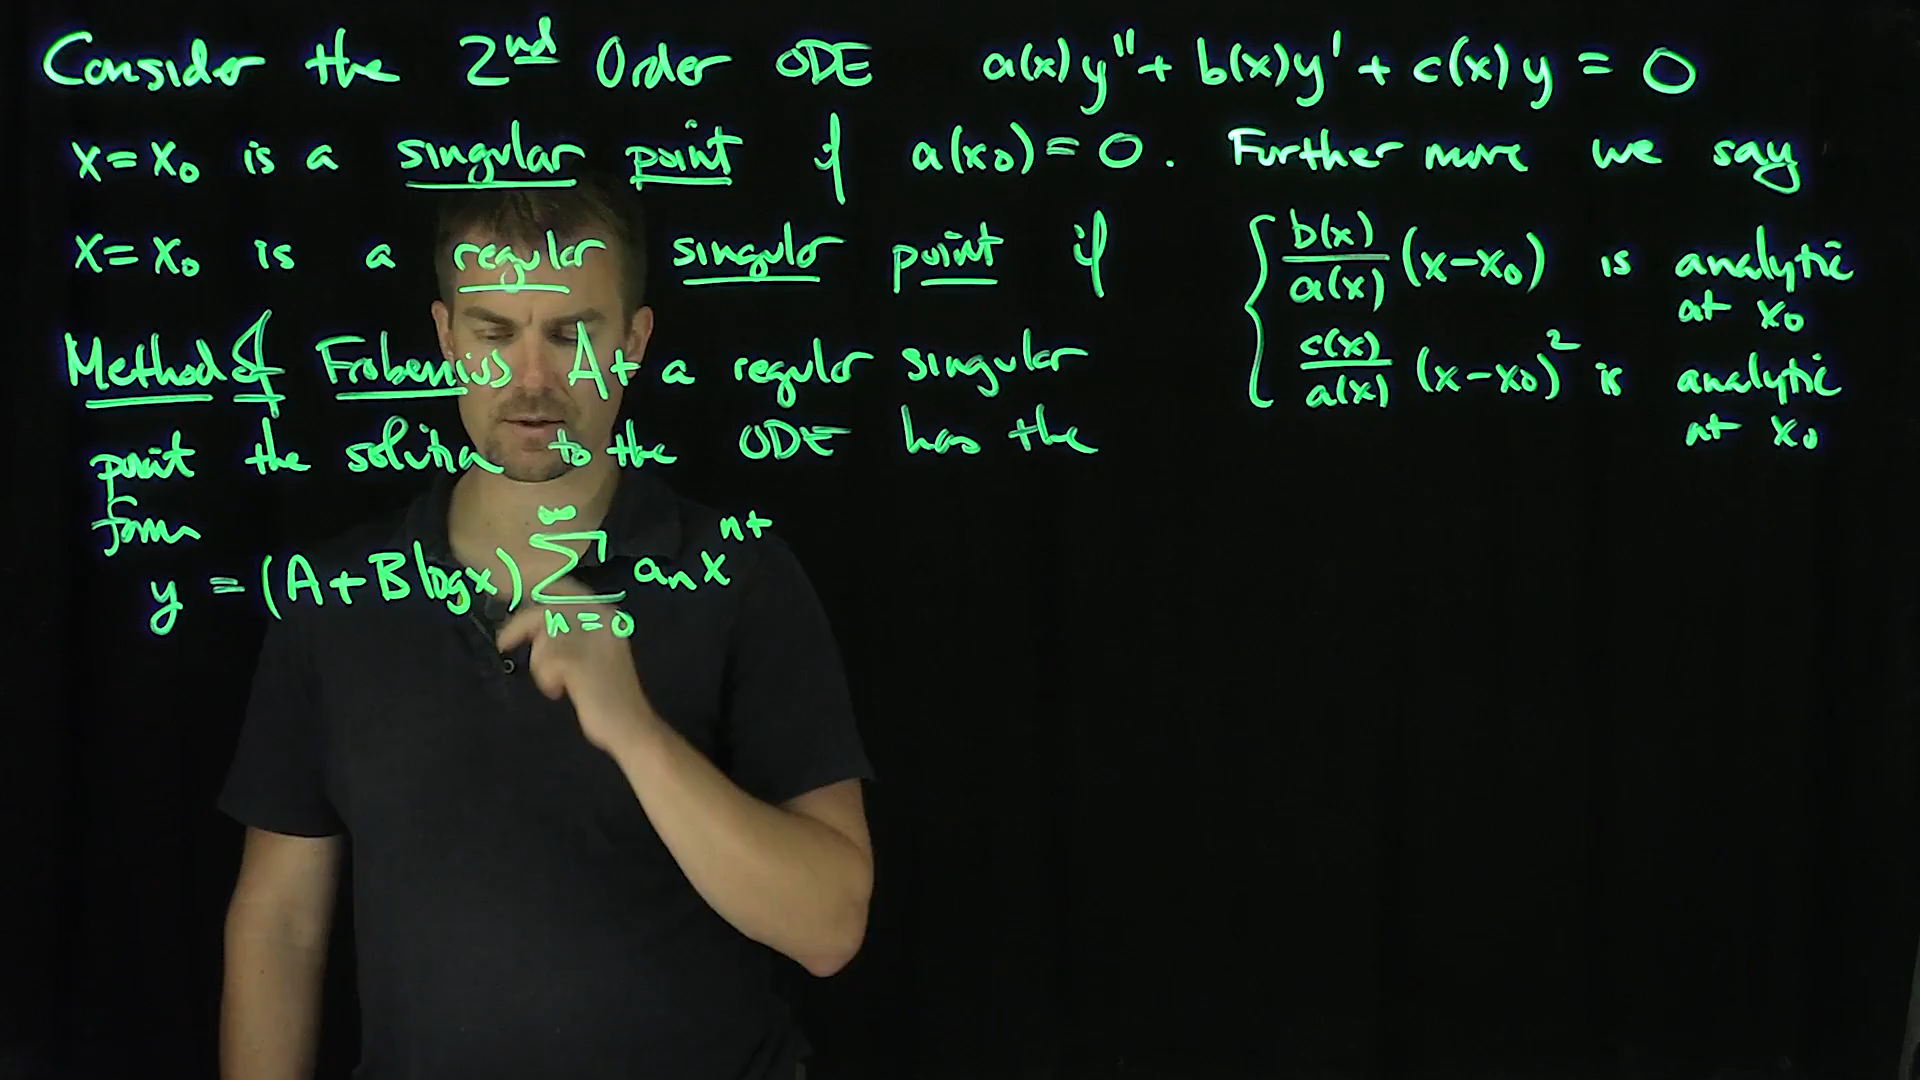 Consider the 2nd Order ODE a(x)y'' + b(x)y' + c(x)y = 0
x = x₀ is a singular point if a(x₀) = 0. Further more we say
x = x₀ is a regular singular point if { b(x)/a(x) (x-x₀) is analytic at x₀
c(x)/a(x) (x-x₀)² is analytic at x₀
Method of Frobenius At a regular singular
point the solution to the ODE has the
form
y = (A + B log x) ∑_{n=0}^{∞} aₙ x^{n+}